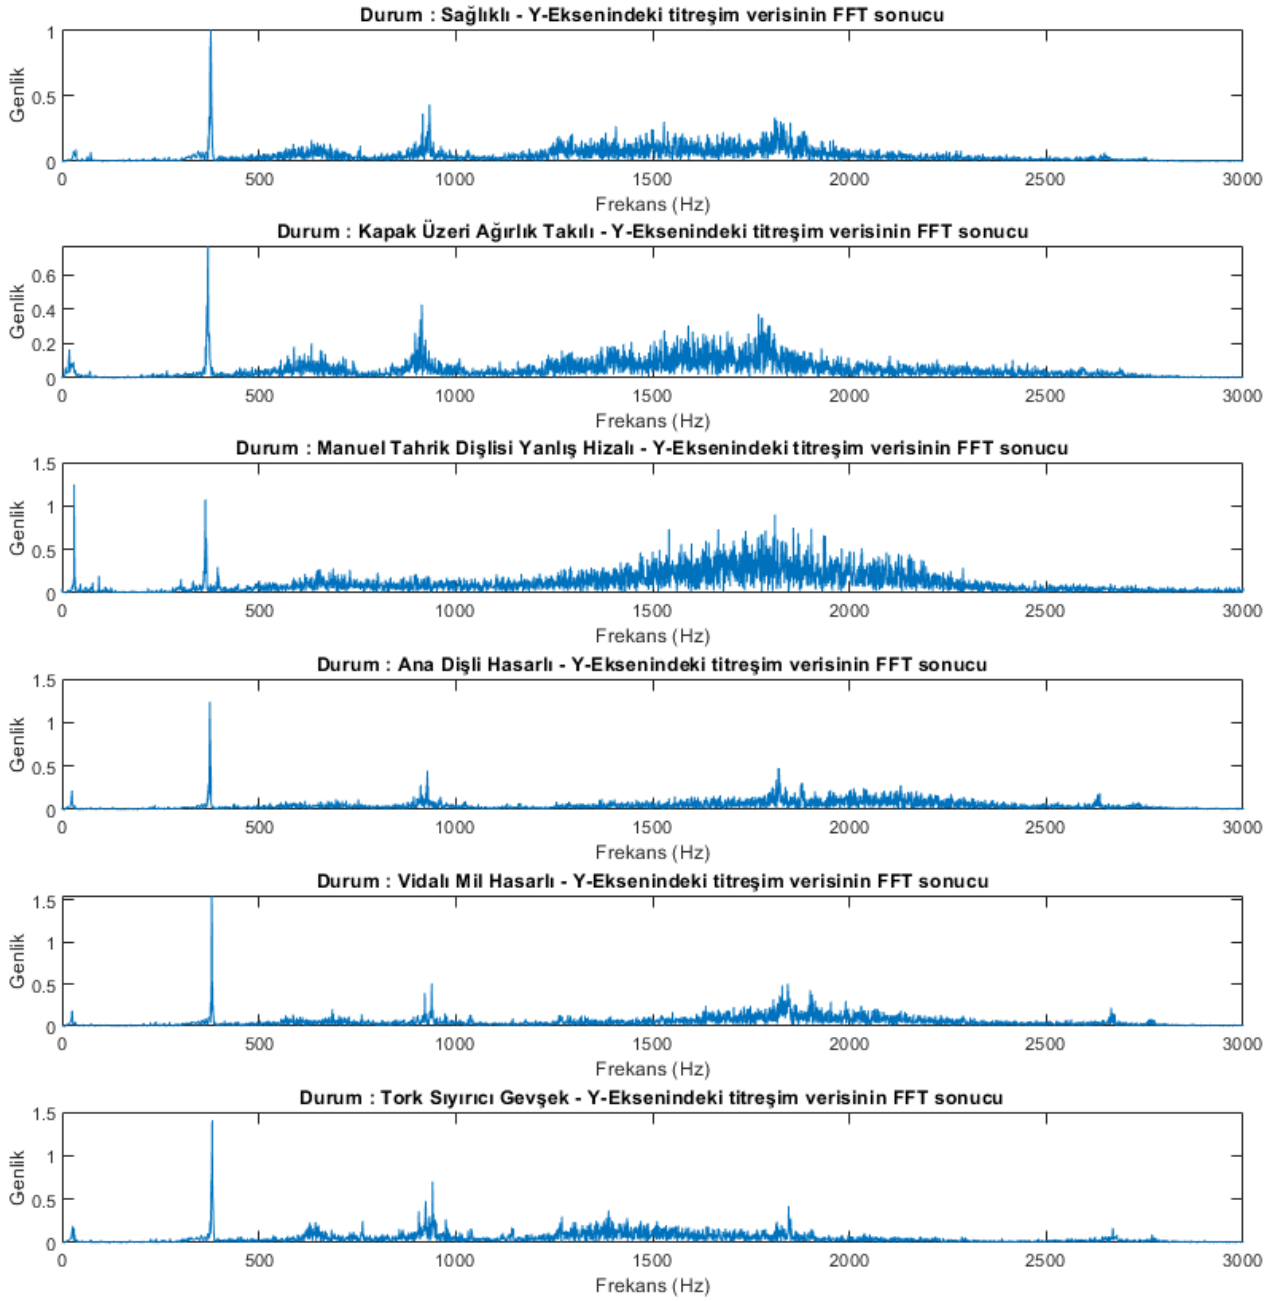 Durum : Sağlıklı - Y-Eksenindeki titreşim verisinin FFT sonucu
1
0.5
0
Genlik
0 500 1000 1500 2000 2500 3000
Frekans (Hz)
Durum : Kapak Üzeri Ağırlık Takılı - Y-Eksenindeki titreşim verisinin FFT sonucu
0.6
0.4
0.2
0
Genlik
0 500 1000 1500 2000 2500 3000
Frekans (Hz)
Durum : Manuel Tahrik Dişlisi Yanlış Hizalı - Y-Eksenindeki titreşim verisinin FFT sonucu
1.5
1
0.5
0
Genlik
0 500 1000 1500 2000 2500 3000
Frekans (Hz)
Durum : Ana Dişli Hasarlı - Y-Eksenindeki titreşim verisinin FFT sonucu
1.5
1
0.5
0
Genlik
0 500 1000 1500 2000 2500 3000
Frekans (Hz)
Durum : Vidalı Mil Hasarlı - Y-Eksenindeki titreşim verisinin FFT sonucu
1.5
1
0.5
0
Genlik
0 500 1000 1500 2000 2500 3000
Frekans (Hz)
Durum : Tork Sıyırıcı Gevşek - Y-Eksenindeki titreşim verisinin FFT sonucu
1.5
1
0.5
0
Genlik
0 500 1000 1500 2000 2500 3000
Frekans (Hz)